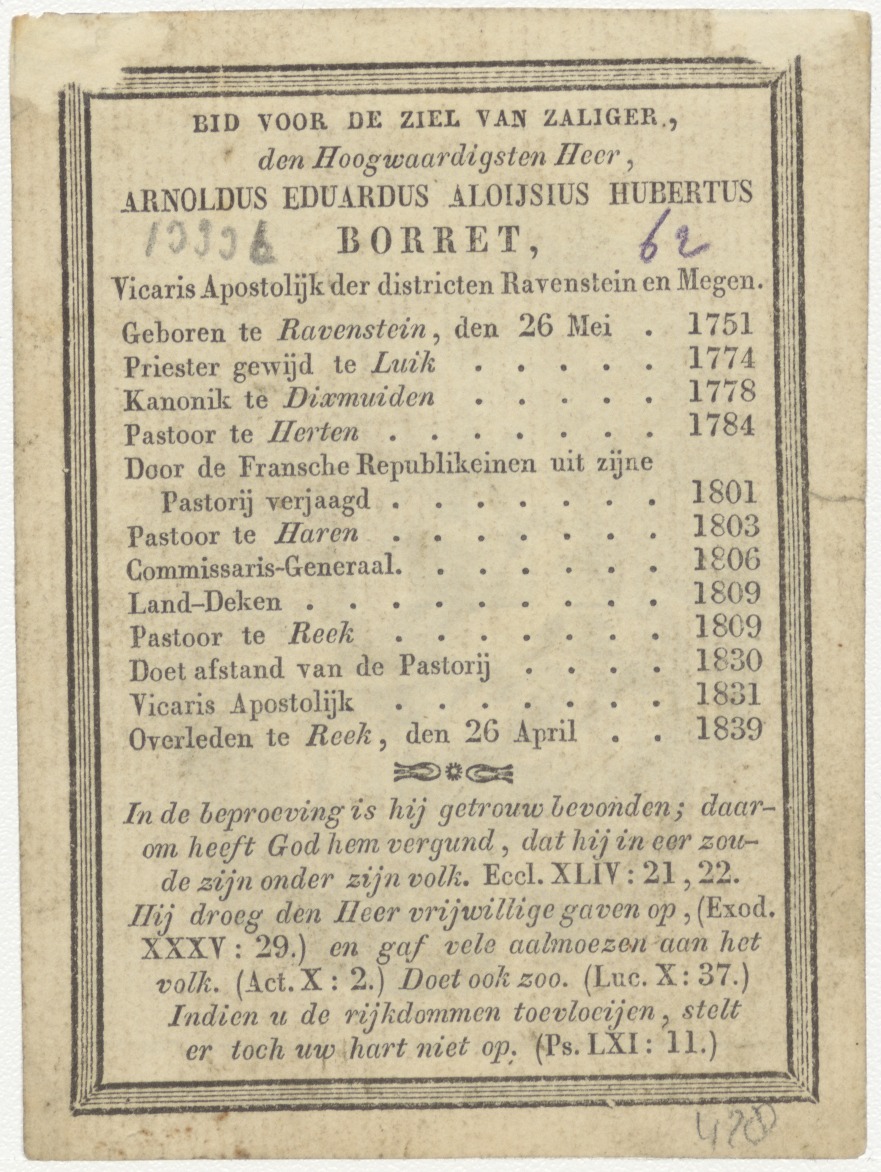 BID VOOR DE ZIEL VAN ZALIGER,
den Hoogwaardigsten Heer,
ARNOLDUS EDUARDUS ALOIJSIUS HUBERTUS
BORRET,
62
Vicaris Apostolijk der districten Ravenstein en Megen.
Geboren te Ravenstein, den 26 Mei . 1751
Priester gewijd te Luik . . . . . 1774
Kanonik te Dixmuiden . . . . . 1778
Pastoor te Herten . . . . . . . 1784
Door de Fransche Republikeinen uit zijne
Pastorij verjaagd . . . . . . . 1801
Pastoor te Haren . . . . . . . 1803
Commissaris-Generaal. . . . . . . 1806
Land-Deken . . . . . . . . . 1809
Pastoor te Reek . . . . . . . 1809
Doet afstand van de Pastorij . . . . 1830
Vicaris Apostolijk . . . . . . . 1831
Overleden te Reek, den 26 April . . 1839
In de beproeving is hij getrouw bevonden; daar-
om heeft God hem vergund, dat hij in eer zou-
de zijn onder zijn volk. Eccl. XLIV: 21, 22.
Hij droeg den Heer vrijwillige gaven op, (Exod.
XXXV: 29.) en gaf vele aalmoezen aan het
volk. (Act. X: 2.) Doet ook zoo. (Luc. X: 37.)
Indien u de rijkdommen toevloeijen, stelt
er toch uw hart niet op. (Ps. LXI: 11.)